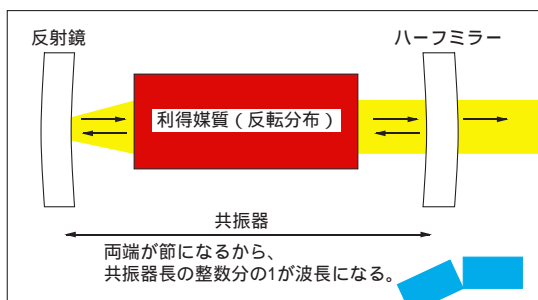 反射鏡
ハーフミラー
利得媒質（反転分布）
共振器
両端が節になるから、
共振器長の整数分の1が波長になる。